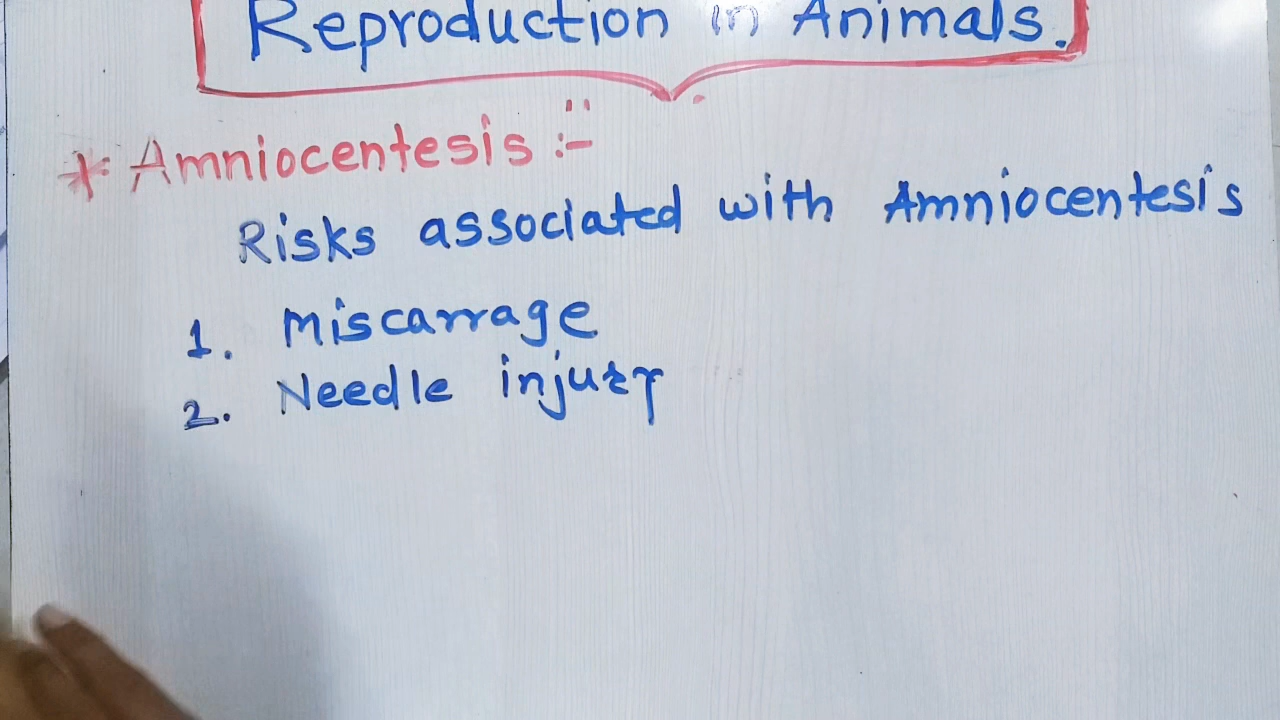 Reproduction in Animals.
* Amniocentesis :-
Risks associated with Amniocentesis
1. Miscarrage
2. Needle injury